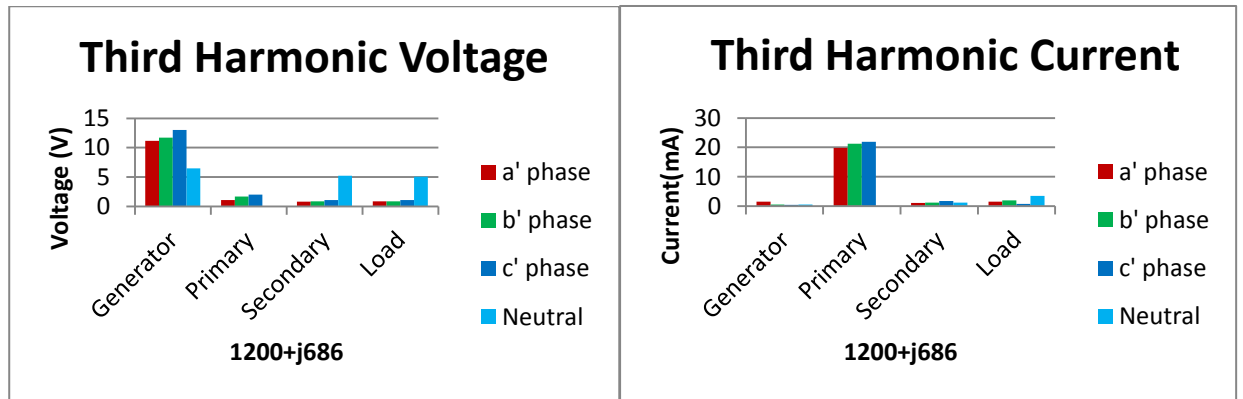 Third Harmonic Voltage
Voltage (V)
15
10
5
0
Generator
Primary
Secondary
Load
1200+j686
a' phase
b' phase
c' phase
Neutral
Third Harmonic Current
Current(mA)
30
20
10
0
Generator
Primary
Secondary
Load
1200+j686
a' phase
b' phase
c' phase
Neutral